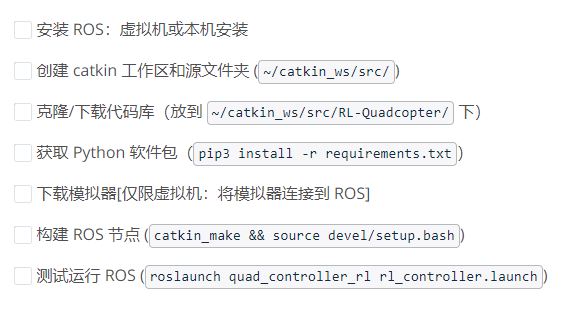 安装 ROS：虚拟机或本机安装
创建 catkin 工作区和源文件夹 (~/catkin_ws/src/)
克隆/下载代码库（放到 ~/catkin_ws/src/RL-Quadcopter/ 下）
获取 Python 软件包（pip3 install -r requirements.txt)
下载模拟器[仅限虚拟机：将模拟器连接到 ROS]
构建 ROS 节点 (catkin_make && source devel/setup.bash)
测试运行 ROS (roslaunch quad_controller_rl rl_controller.launch)